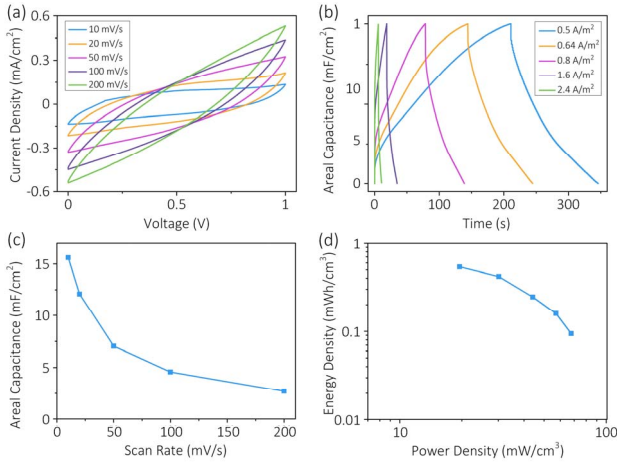 (a)
0.6
0.3
0
-0.3
-0.6
Current Density (mA/cm²)
10 mV/s
20 mV/s
50 mV/s
100 mV/s
200 mV/s
0
0.5
1
Voltage (V)
(b)
1
10
5
0
Areal Capacitance (mF/cm²)
0.5 A/m²
0.64 A/m²
0.8 A/m²
1.6 A/m²
2.4 A/m²
0
100
200
300
Time (s)
(c)
15
10
5
0
Areal Capacitance (mF/cm²)
0
50
100
150
200
Scan Rate (mV/s)
(d)
1
0.1
0.01
Energy Density (mWh/cm³)
10
100
Power Density (mW/cm³)